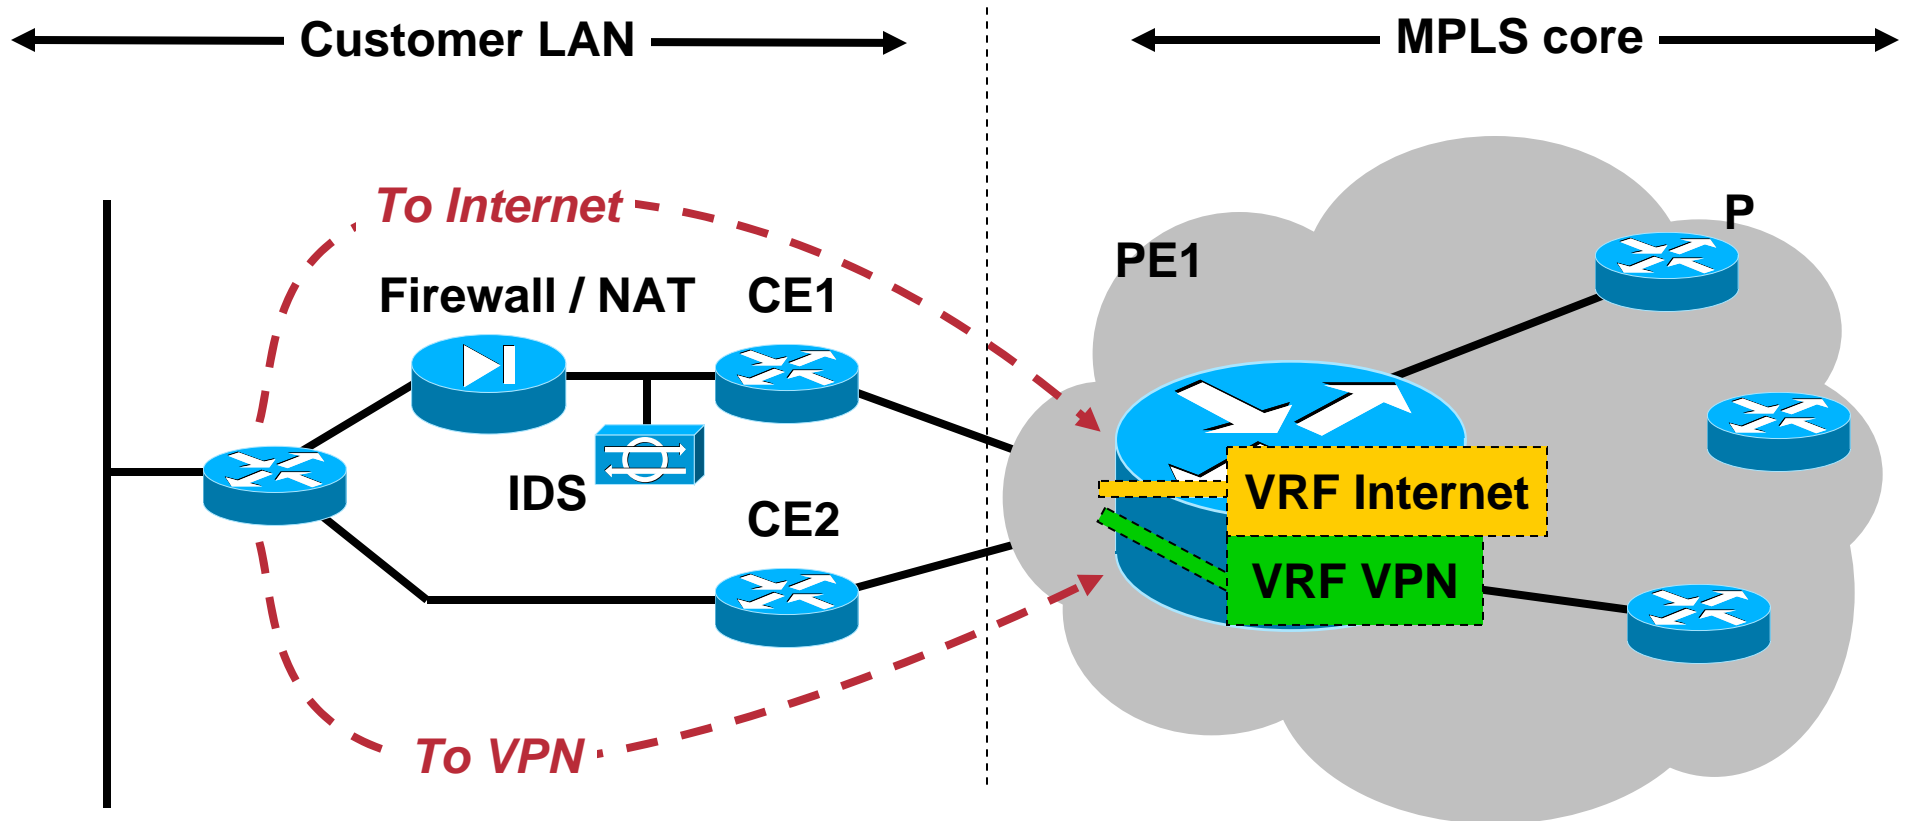 Customer LAN
MPLS core
To Internet
P
PE1
Firewall / NAT
CE1
IDS
VRF Internet
CE2
VRF VPN
To VPN